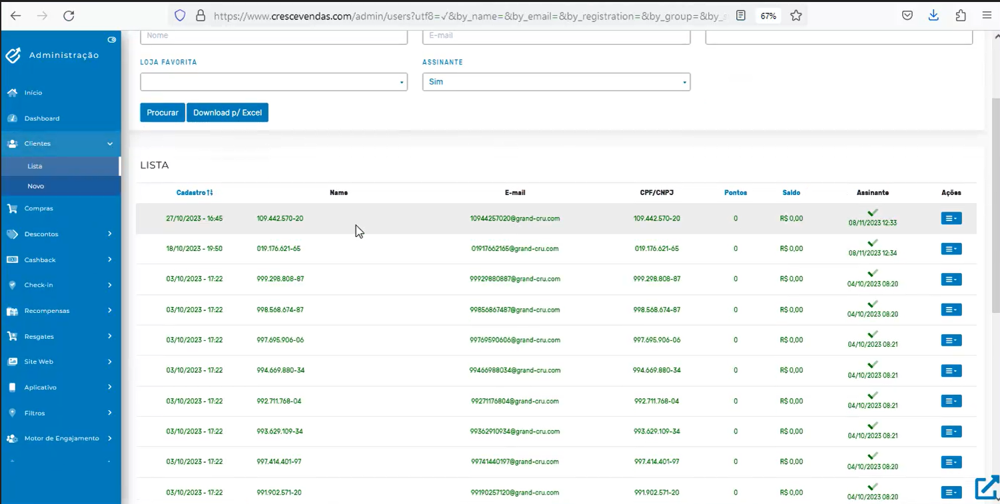 https://www.crescevendas.com/admin/users?utf8=✓&by_name=&by_email=&by_registration=&by_group=&by_s
67%
Administração
Início
Dashboard
Clientes
Lista
Novo
Compras
Descontos
Cashback
Check-in
Recompensas
Resgates
Site Web
Aplicativo
Filtros
Motor de Engajamento
Nome E-mail
LOJA FAVORITA ASSINANTE
Sim
Procurar Download p/ Excel
LISTA
Cadastro Name E-mail CPF/CNPJ Pontos Saldo Assinante Ações
27/10/2023 - 16:45 109.442.570-20 10944257020@grand-cru.com 109.442.570-20 0 R$ 0,00 08/11/2023 12:33
18/10/2023 - 19:50 019.176.621-65 01917662165@grand-cru.com 019.176.621-65 0 R$ 0,00 08/11/2023 12:34
03/10/2023 - 17:22 999.298.808-87 99929880887@grand-cru.com 999.298.808-87 0 R$ 0,00 04/10/2023 08:20
03/10/2023 - 17:22 998.568.674-87 99856867487@grand-cru.com 998.568.674-87 0 R$ 0,00 04/10/2023 08:20
03/10/2023 - 17:22 997.695.906-06 99769590606@grand-cru.com 997.695.906-06 0 R$ 0,00 04/10/2023 08:21
03/10/2023 - 17:22 994.669.880-34 99466988034@grand-cru.com 994.669.880-34 0 R$ 0,00 04/10/2023 08:21
03/10/2023 - 17:22 992.711.768-04 99271176804@grand-cru.com 992.711.768-04 0 R$ 0,00 04/10/2023 08:21
03/10/2023 - 17:22 993.629.109-34 99362910934@grand-cru.com 993.629.109-34 0 R$ 0,00 04/10/2023 08:21
03/10/2023 - 17:22 997.414.401-97 99741440197@grand-cru.com 997.414.401-97 0 R$ 0,00 04/10/2023 08:20
03/10/2023 - 17:22 991.902.571-20 99190257120@grand-cru.com 991.902.571-20 0 R$ 0,00 04/10/2023 08:20